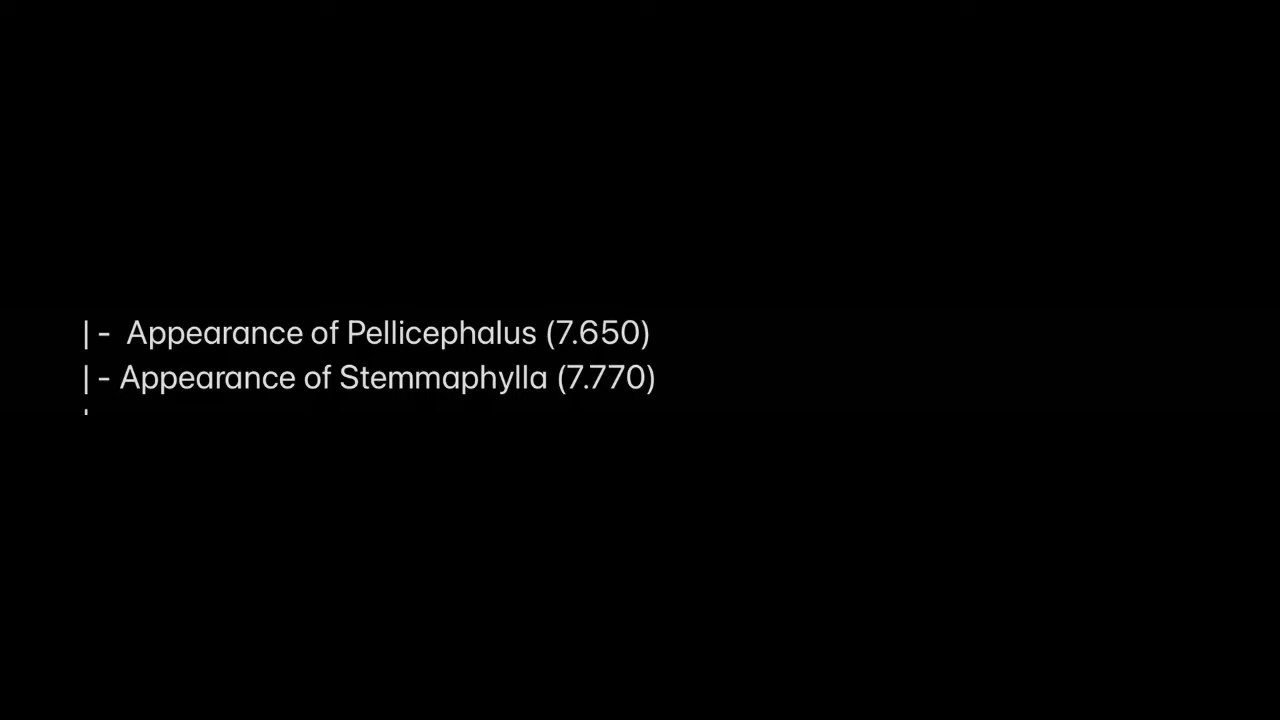 |-  Appearance of Pellicephalus (7.650)
|- Appearance of Stemmaphylla (7.770)